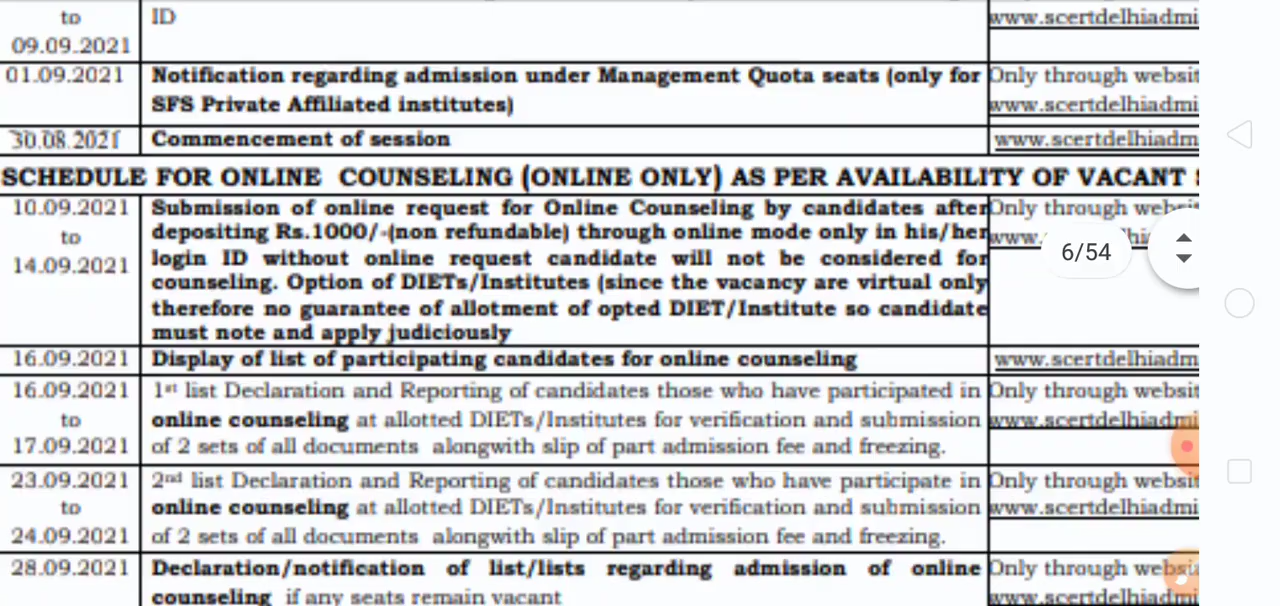 to
ID
www.scertdelhiadmi
09.09.2021
01.09.2021
Notification regarding admission under Management Quota seats (only for
SFS Private Affiliated institutes)
Only through websit
www.scertdelhiadmi
30.08.2021
Commencement of session
www.scertdelhiadm
SCHEDULE FOR ONLINE COUNSELING (ONLINE ONLY) AS PER AVAILABILITY OF VACANT
10.09.2021
to
14.09.2021
Submission of online request for Online Counseling by candidates after
depositing Rs.1000/-(non refundable) through online mode only in his/her
login ID without online request candidate will not be considered for
counseling. Option of DIETs/Institutes (since the vacancy are virtual only
therefore no guarantee of allotment of opted DIET/Institute so candidate
must note and apply judiciously
Only through websit
www.
6/54
16.09.2021
Display of list of participating candidates for online counseling
www.scertdelhiadm
16.09.2021
to
17.09.2021
1st list Declaration and Reporting of candidates those who have participated in
online counseling at allotted DIETs/Institutes for verification and submission
of 2 sets of all documents alongwith slip of part admission fee and freezing.
Only through websit
www.scertdelhiadmi
23.09.2021
to
24.09.2021
2nd list Declaration and Reporting of candidates those who have participate in
online counseling at allotted DIETs/Institutes for verification and submission
of 2 sets of all documents alongwith slip of part admission fee and freezing.
Only through websit
www.scertdelhiadmi
28.09.2021
Declaration/notification of list/lists regarding admission of online
counseling if any seats remain vacant
Only through websi
www.scertdelhiadmi